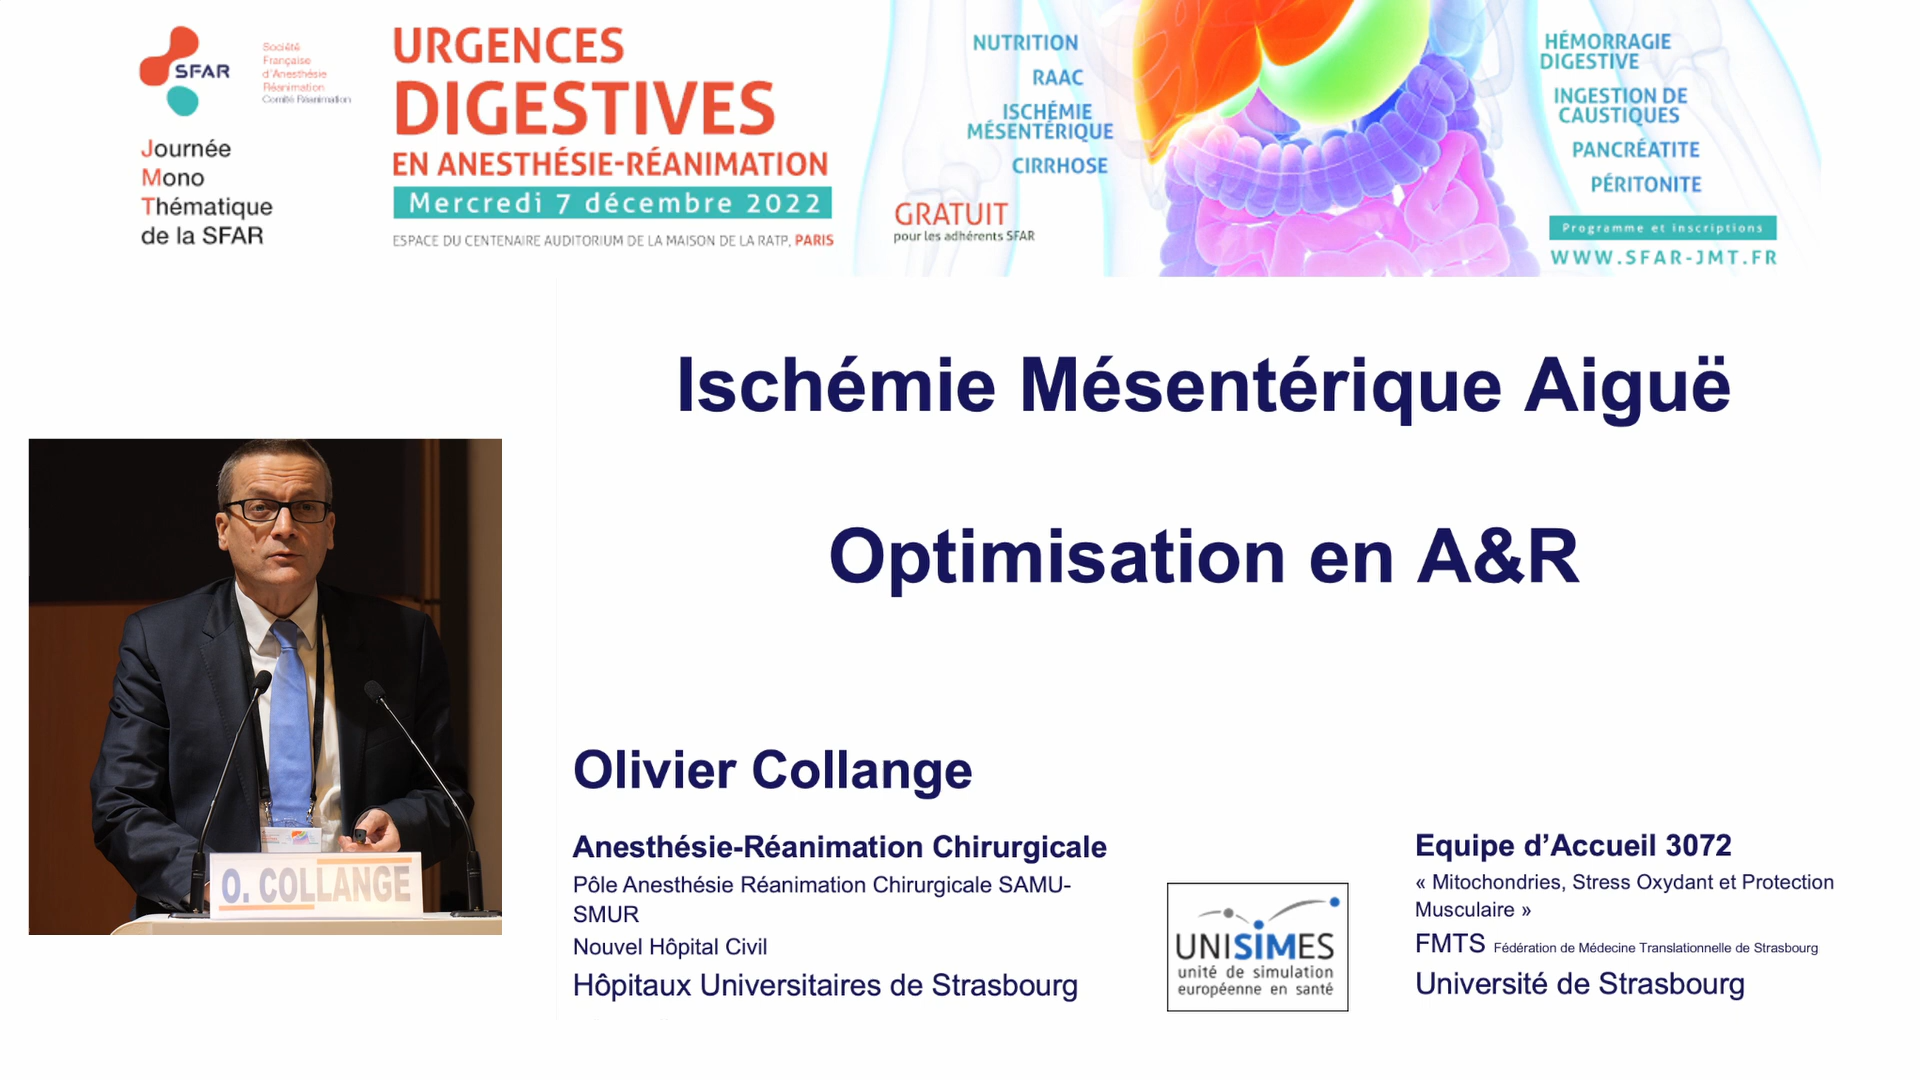 SFAR
Société
Française
d'Anesthésie
Réanimation
Comité Réanimation
Journée
Mono
Thématique
de la SFAR
URGENCES
DIGESTIVES
EN ANESTHÉSIE-RÉANIMATION
Mercredi 7 décembre 2022
ESPACE DU CENTENAIRE AUDITORIUM DE LA MAISON DE LA RATP, PARIS
NUTRITION
RAAC
ISCHÉMIE
MÉSENTÉRIQUE
CIRRHOSE
GRATUIT
pour les adhérents SFAR
HÉMORRAGIE
DIGESTIVE
INGESTION DE
CAUSTIQUES
PANCRÉATITE
PÉRITONITE
Programme et inscriptions
WWW.SFAR-JMT.FR
Ischémie Mésentérique Aiguë
Optimisation en A&R
O. COLLANGE
Olivier Collange
Anesthésie-Réanimation Chirurgicale
Pôle Anesthésie Réanimation Chirurgicale SAMU-
SMUR
Nouvel Hôpital Civil
Hôpitaux Universitaires de Strasbourg
UNISIMES
unité de simulation
européenne en santé
Equipe d'Accueil 3072
« Mitochondries, Stress Oxydant et Protection
Musculaire »
FMTS Fédération de Médecine Translationnelle de Strasbourg
Université de Strasbourg